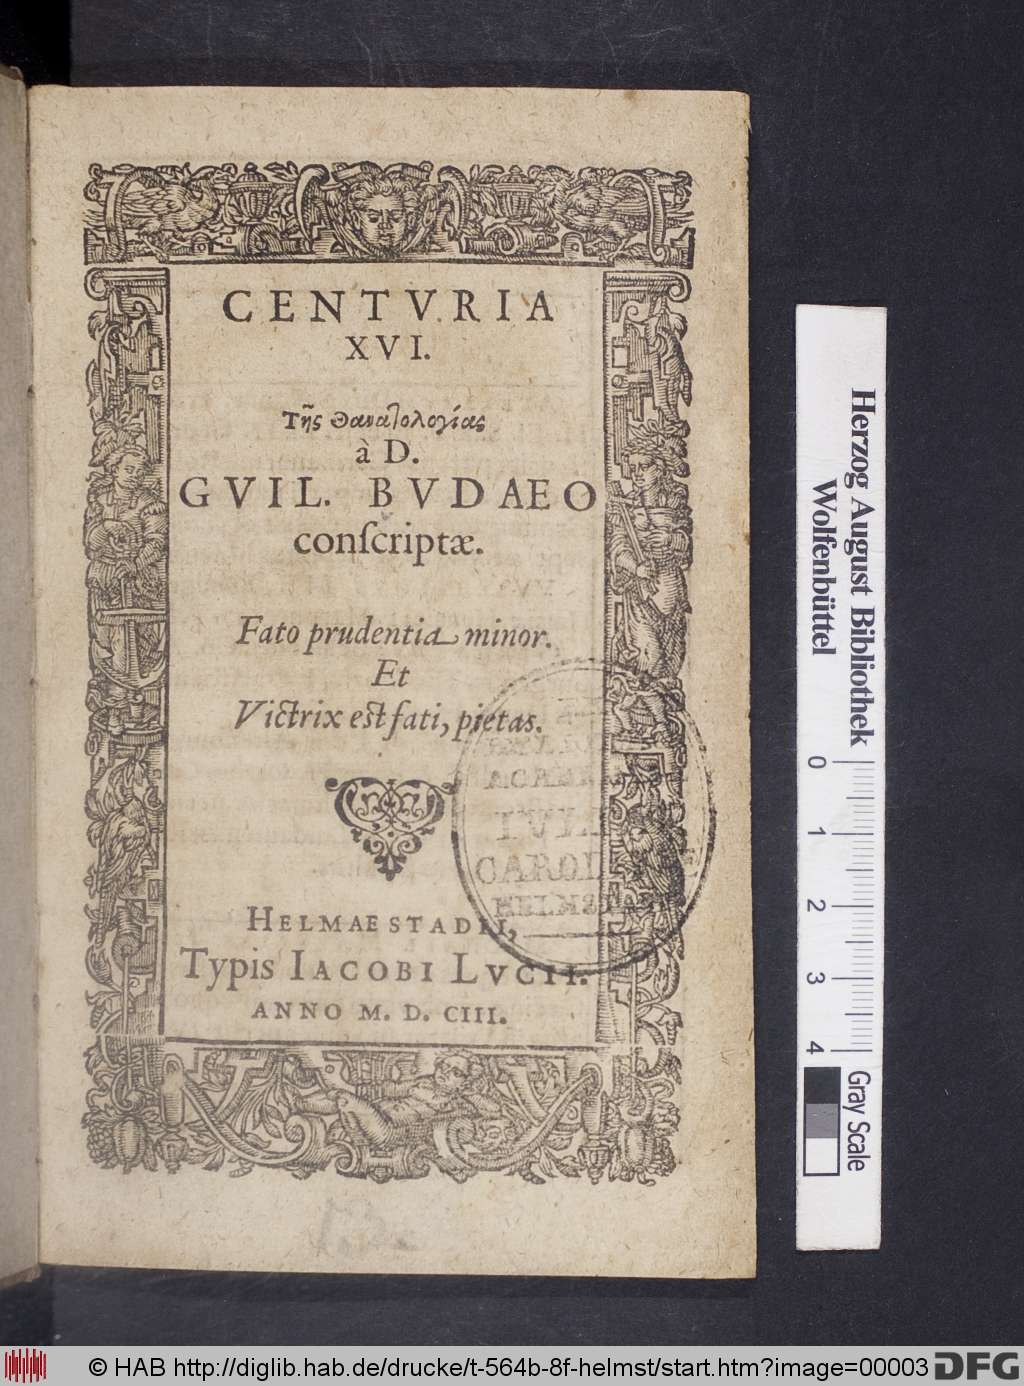 CENTVRIA
XVI.
Τῆς Θαναολογίας
à D.
GVIL. BVDAEO
conſcriptæ.
Fato prudentia minor.
Et
Victrix est fati, pietas.
HELMAESTADII,
Typis IACOBI LVCII.
ANNO M. D. CIII.
Herzog August Bibliothek
Wolfenbüttel
0 1 2 3 4
Gray Scale
© HAB http://diglib.hab.de/drucke/t-564b-8f-helmst/start.htm?image=00003 DFG